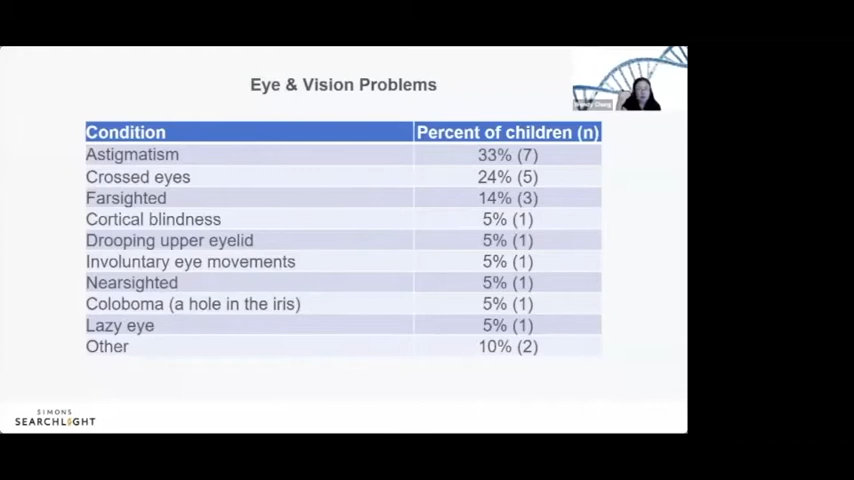 Eye & Vision Problems
Wendy Chung
Condition Percent of children (n)
Astigmatism 33% (7)
Crossed eyes 24% (5)
Farsighted 14% (3)
Cortical blindness 5% (1)
Drooping upper eyelid 5% (1)
Involuntary eye movements 5% (1)
Nearsighted 5% (1)
Coloboma (a hole in the iris) 5% (1)
Lazy eye 5% (1)
Other 10% (2)
SIMONS
SEARCHLIGHT